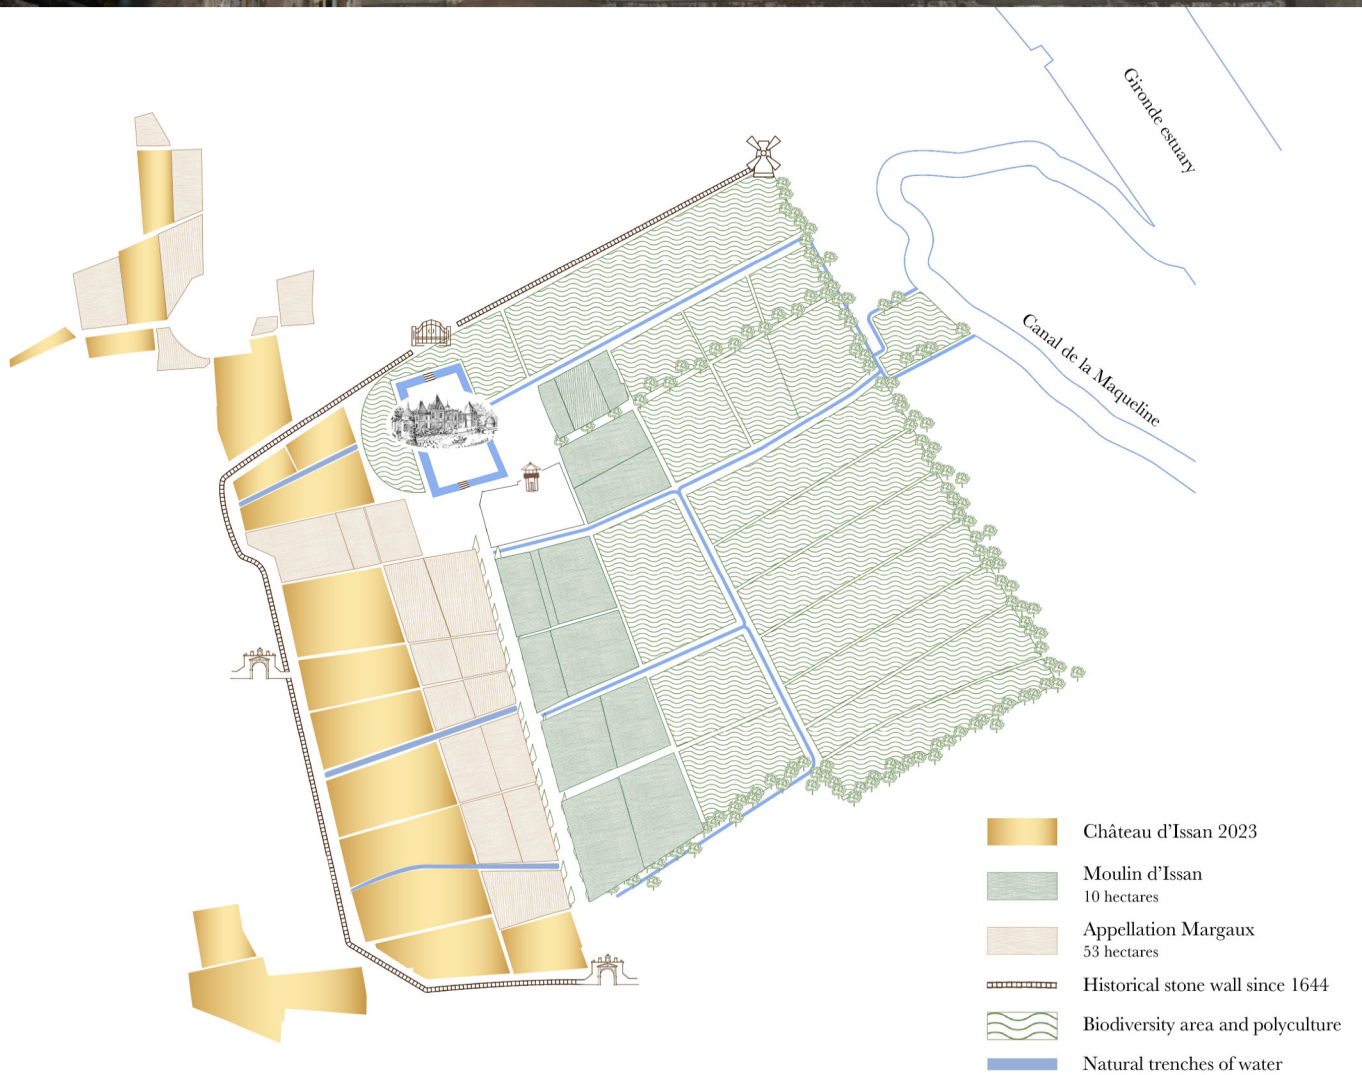 Gironde estuary
Canal de la Maqueline
Château d'Issan 2023
Moulin d'Issan
10 hectares
Appellation Margaux
53 hectares
Historical stone wall since 1644
Biodiversity area and polyculture
Natural trenches of water